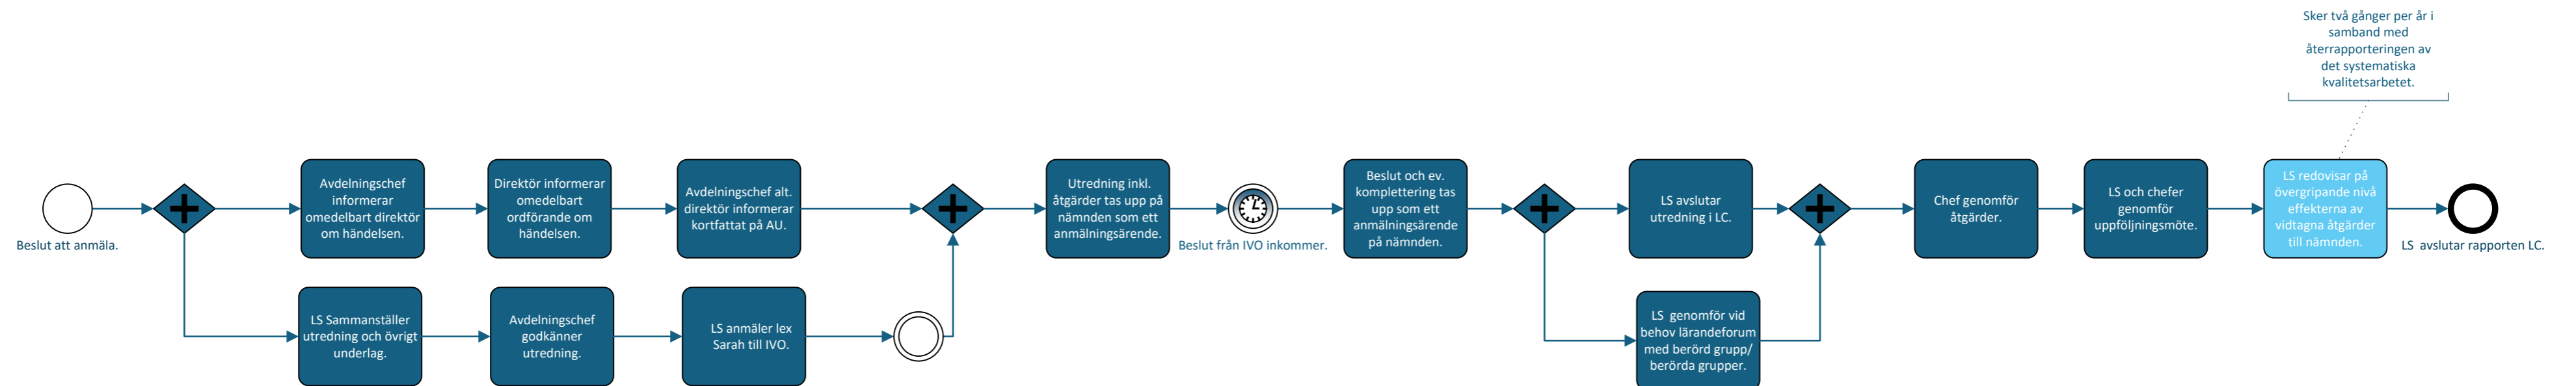 Sker två gånger per år i
samband med
återrapporteringen av
det systematiska
kvalitetsarbetet.
Beslut att anmäla.
Avdelningschef
informerar
omedelbart direktör
om händelsen.
Direktör informerar
omedelbart
ordförande om
händelsen.
Avdelningschef alt.
direktör informerar
kortfattat på AU.
LS Sammanställer
utredning och övrigt
underlag.
Avdelningschef
godkänner
utredning.
LS anmäler lex
Sarah till IVO.
Utredning inkl.
åtgärder tas upp på
nämnden som ett
anmälningsärende.
Beslut från IVO inkommer.
Beslut och ev.
komplettering tas
upp som ett
anmälningsärende
på nämnden.
LS avslutar
utredning i LC.
LS  genomför vid
behov lärandeforum
med berörd grupp/
berörda grupper.
Chef genomför
åtgärder.
LS och chefer
genomför
uppföljningsmöte.
LS redovisar på
övergripande nivå
effekterna av
vidtagna åtgärder
till nämnden.
LS  avslutar rapporten LC.